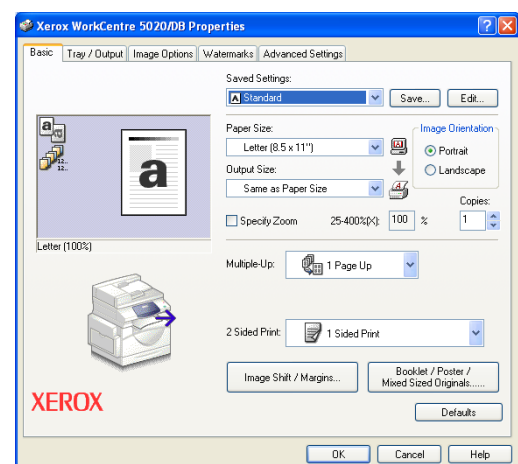 Xerox WorkCentre 5020/DB Properties
Basic Tray / Output Image Options Watermarks Advanced Settings
Saved Settings:
Standard Save... Edit...
Paper Size:
Letter (8.5 x 11")
Image Orientation
Portrait
Landscape
Output Size:
Same as Paper Size
Copies:
Specify Zoom 25-400%(X): 100 % 1
a
a
12..
12..
a
Letter (100%)
Multiple-Up: 1 Page Up
2 Sided Print: 1 Sided Print
Image Shift / Margins...
Booklet / Poster /
Mixed Sized Originals......
XEROX
Defaults
OK Cancel Help